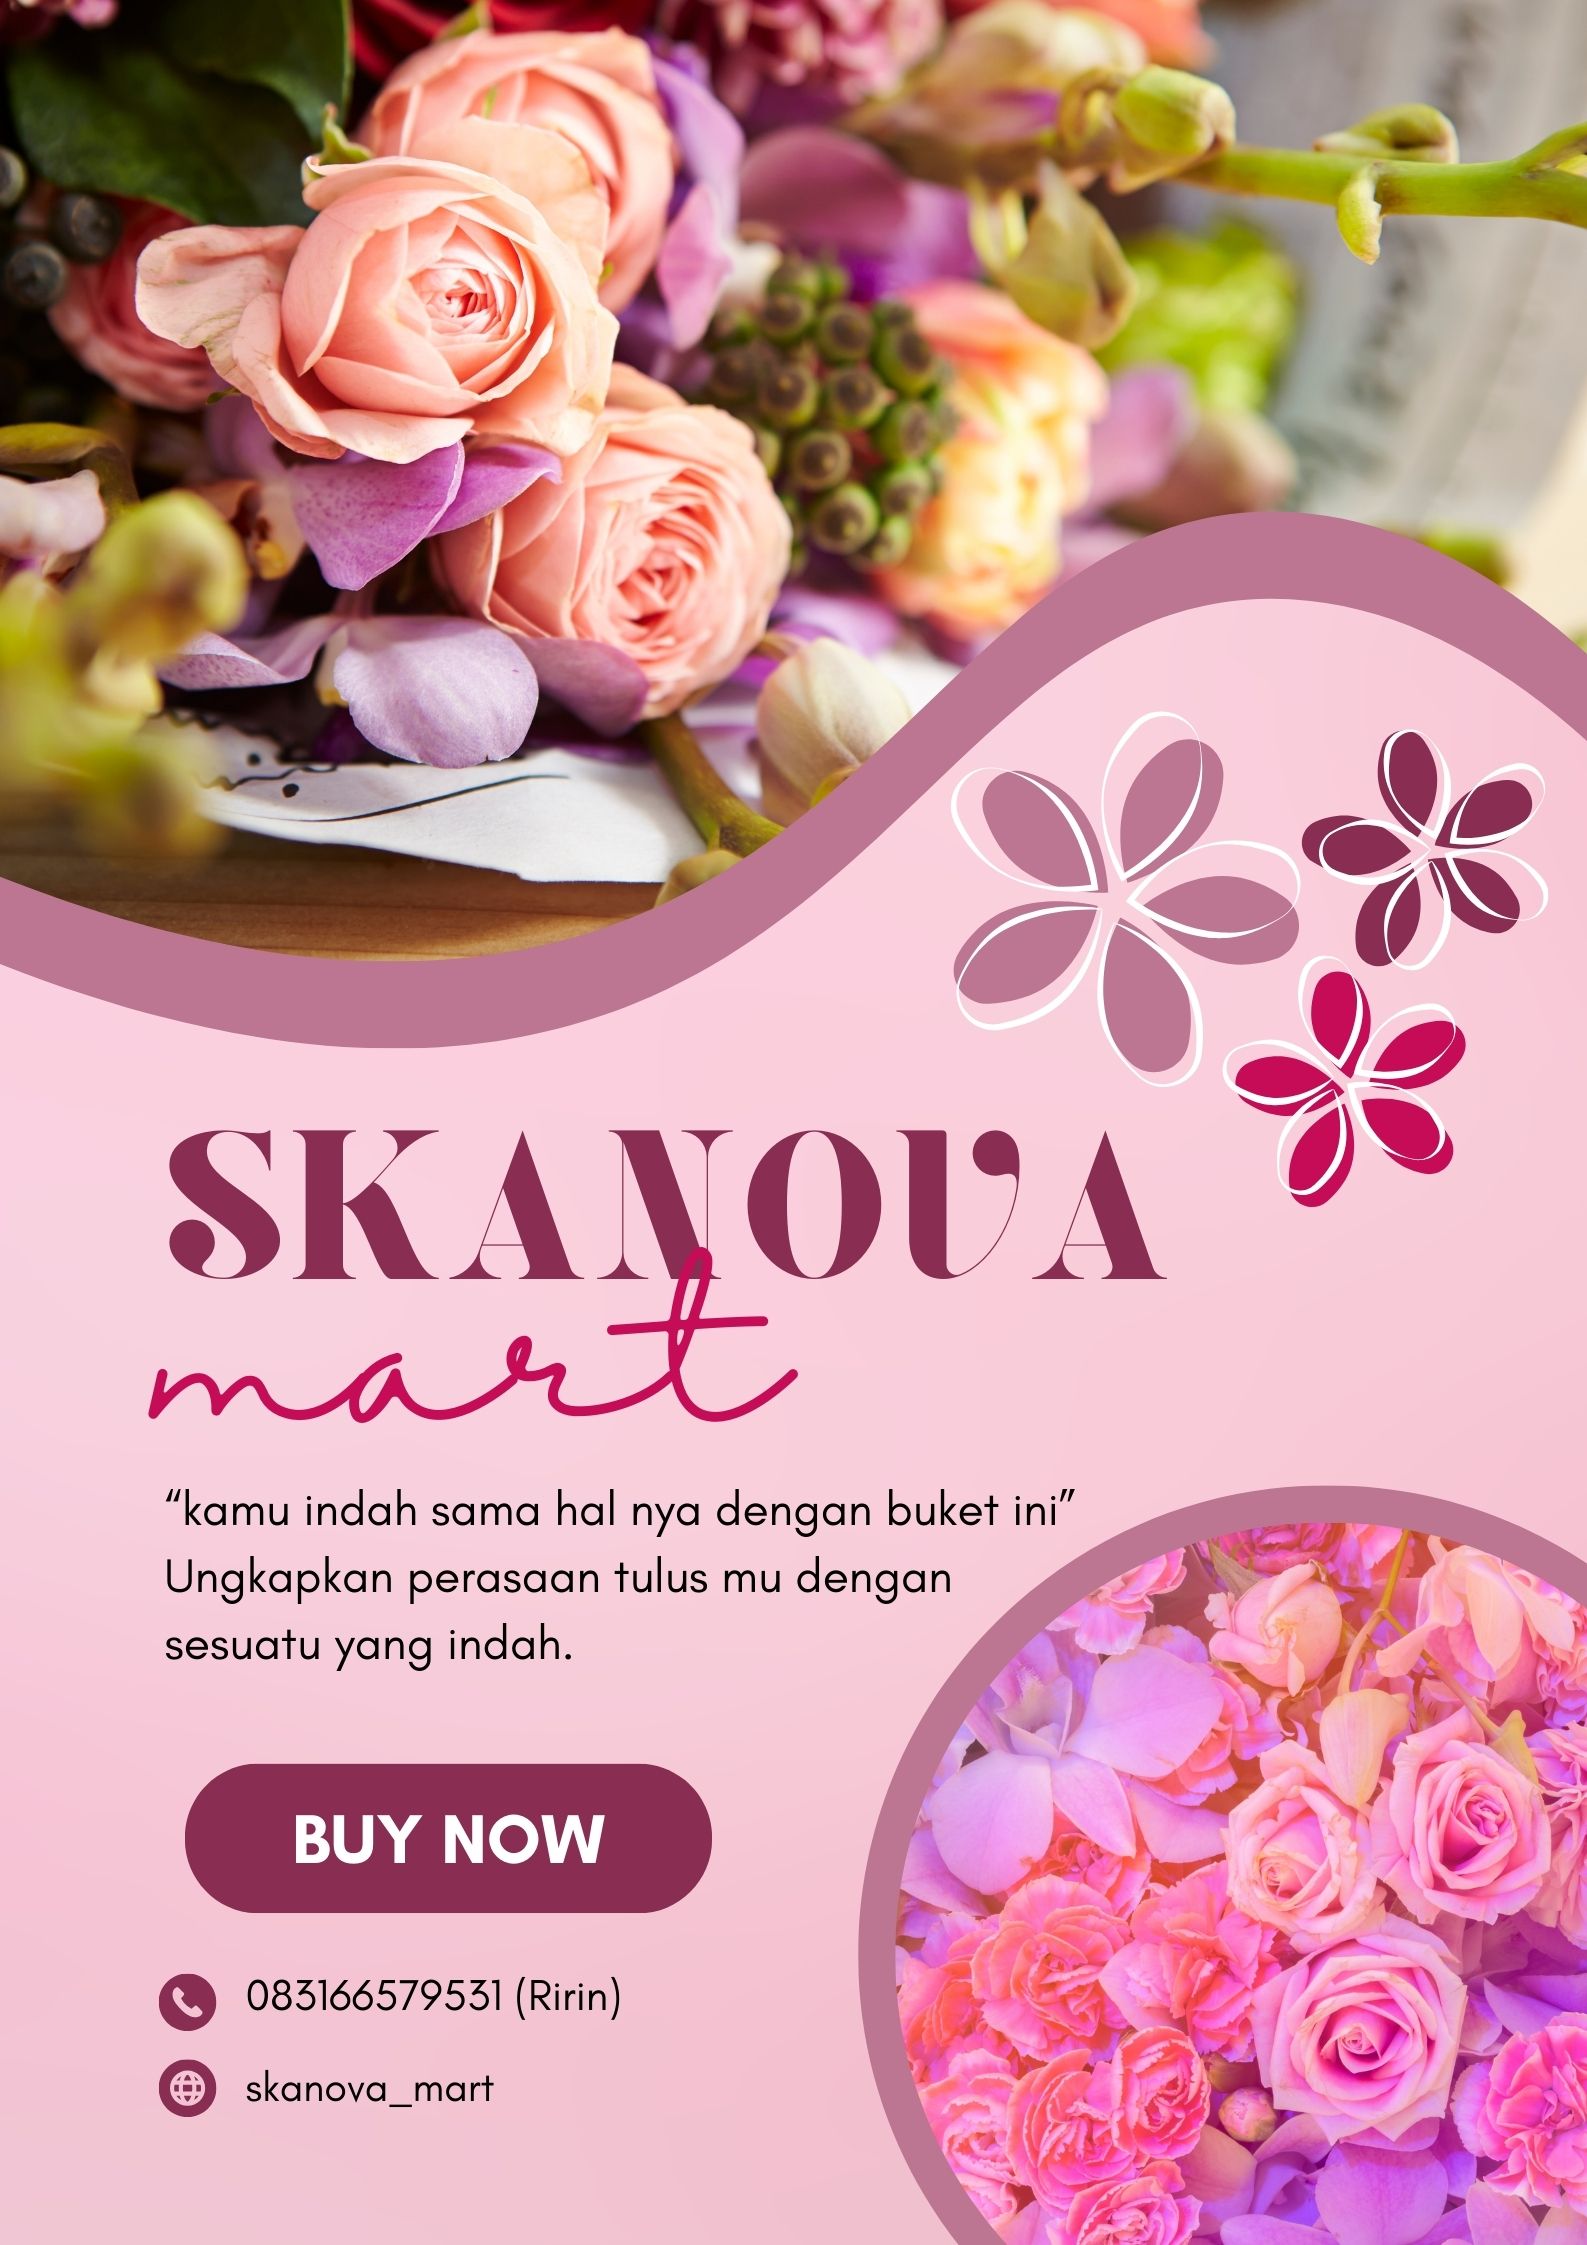 SKANOVA
mart
“kamu indah sama hal nya dengan buket ini”
Ungkapkan perasaan tulus mu dengan
sesuatu yang indah.
BUY NOW
083166579531 (Ririn)
skanova_mart